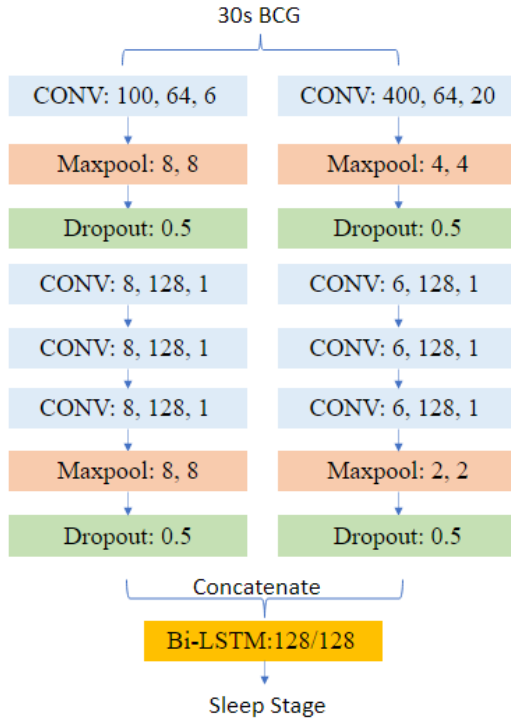 30s BCG
CONV: 100, 64, 6
CONV: 400, 64, 20
Maxpool: 8, 8
Maxpool: 4, 4
Dropout: 0.5
Dropout: 0.5
CONV: 8, 128, 1
CONV: 6, 128, 1
CONV: 8, 128, 1
CONV: 6, 128, 1
CONV: 8, 128, 1
CONV: 6, 128, 1
Maxpool: 8, 8
Maxpool: 2, 2
Dropout: 0.5
Dropout: 0.5
Concatenate
Bi-LSTM:128/128
Sleep Stage